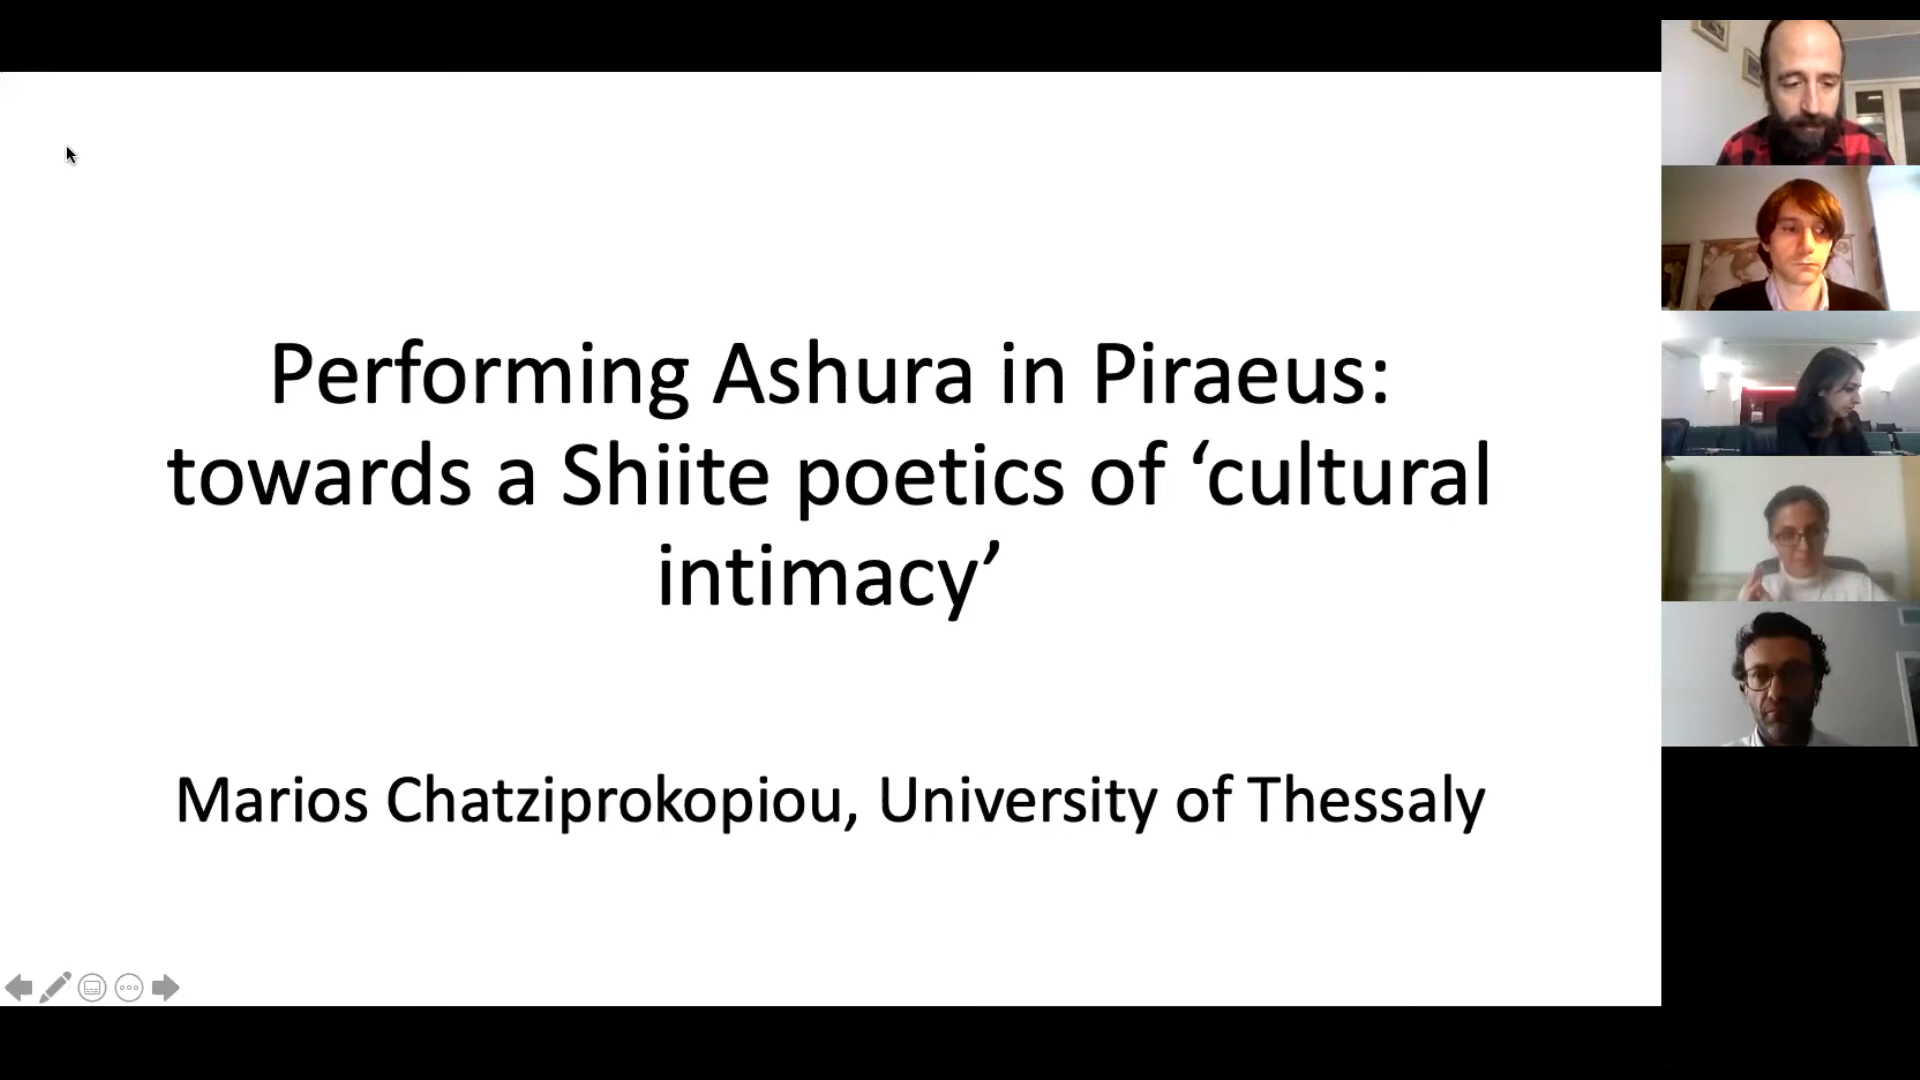 Performing Ashura in Piraeus:
towards a Shiite poetics of ‘cultural
intimacy’
Marios Chatziprokopiou, University of Thessaly